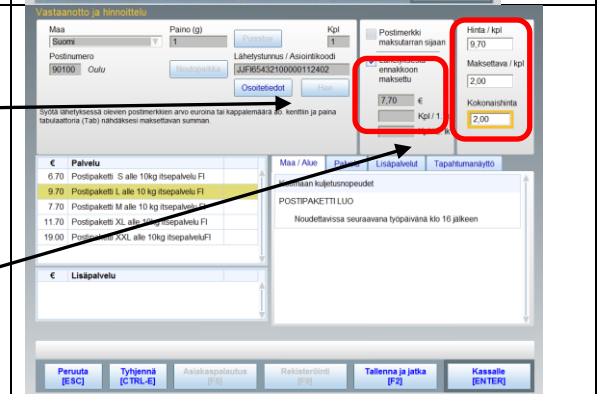 Vastaanotto ja hinnoittelu
Maa
Paino (g)
Kpl
Suomi
1
Punnitse
1
Postinumero
Lähetystunnus / Asiointikoodi
90100 Oulu
Noutopaikka
JJFI65432100000112402
Osoitetiedot
Hae
Syötä lähetyksessä olevien postimerkkien arvo euroina tai kappalemäärä ao. kenttiin ja paina
tabulaattoria (Tab) nähdäksesi maksettavan summan.
Postimerkki
maksutarran sijaan
ennakkoon
maksettu
7,70 €
Kpl / 1.
Hinta / kpl
9,70
Maksettava / kpl
2,00
Kokonaishinta
2,00
€ Palvelu
6.70 Postipaketti S alle 10kg itsepalvelu FI
9.70 Postipaketti L alle 10 kg itsepalvelu FI
7.70 Postipaketti M alle 10 kg itsepalvelu FI
11.70 Postipaketti XL alle 10kg itsepalvelu FI
19.00 Postipaketti XXL alle 10kg itsepalveluFI
€ Lisäpalvelu
Maa / Alue
Lisäpalvelut
Tapahtumanäyttö
kuljetusnopeudet
POSTIPAKETTI LUO
Noudettavissa seuraavana työpäivänä klo 16 jälkeen
Peruuta
[ESC]
Tyhjennä
[CTRL-E]
Asiakaspalautus
Rekisteröinti
Tallenna ja jatka
[F2]
Kassalle
[ENTER]